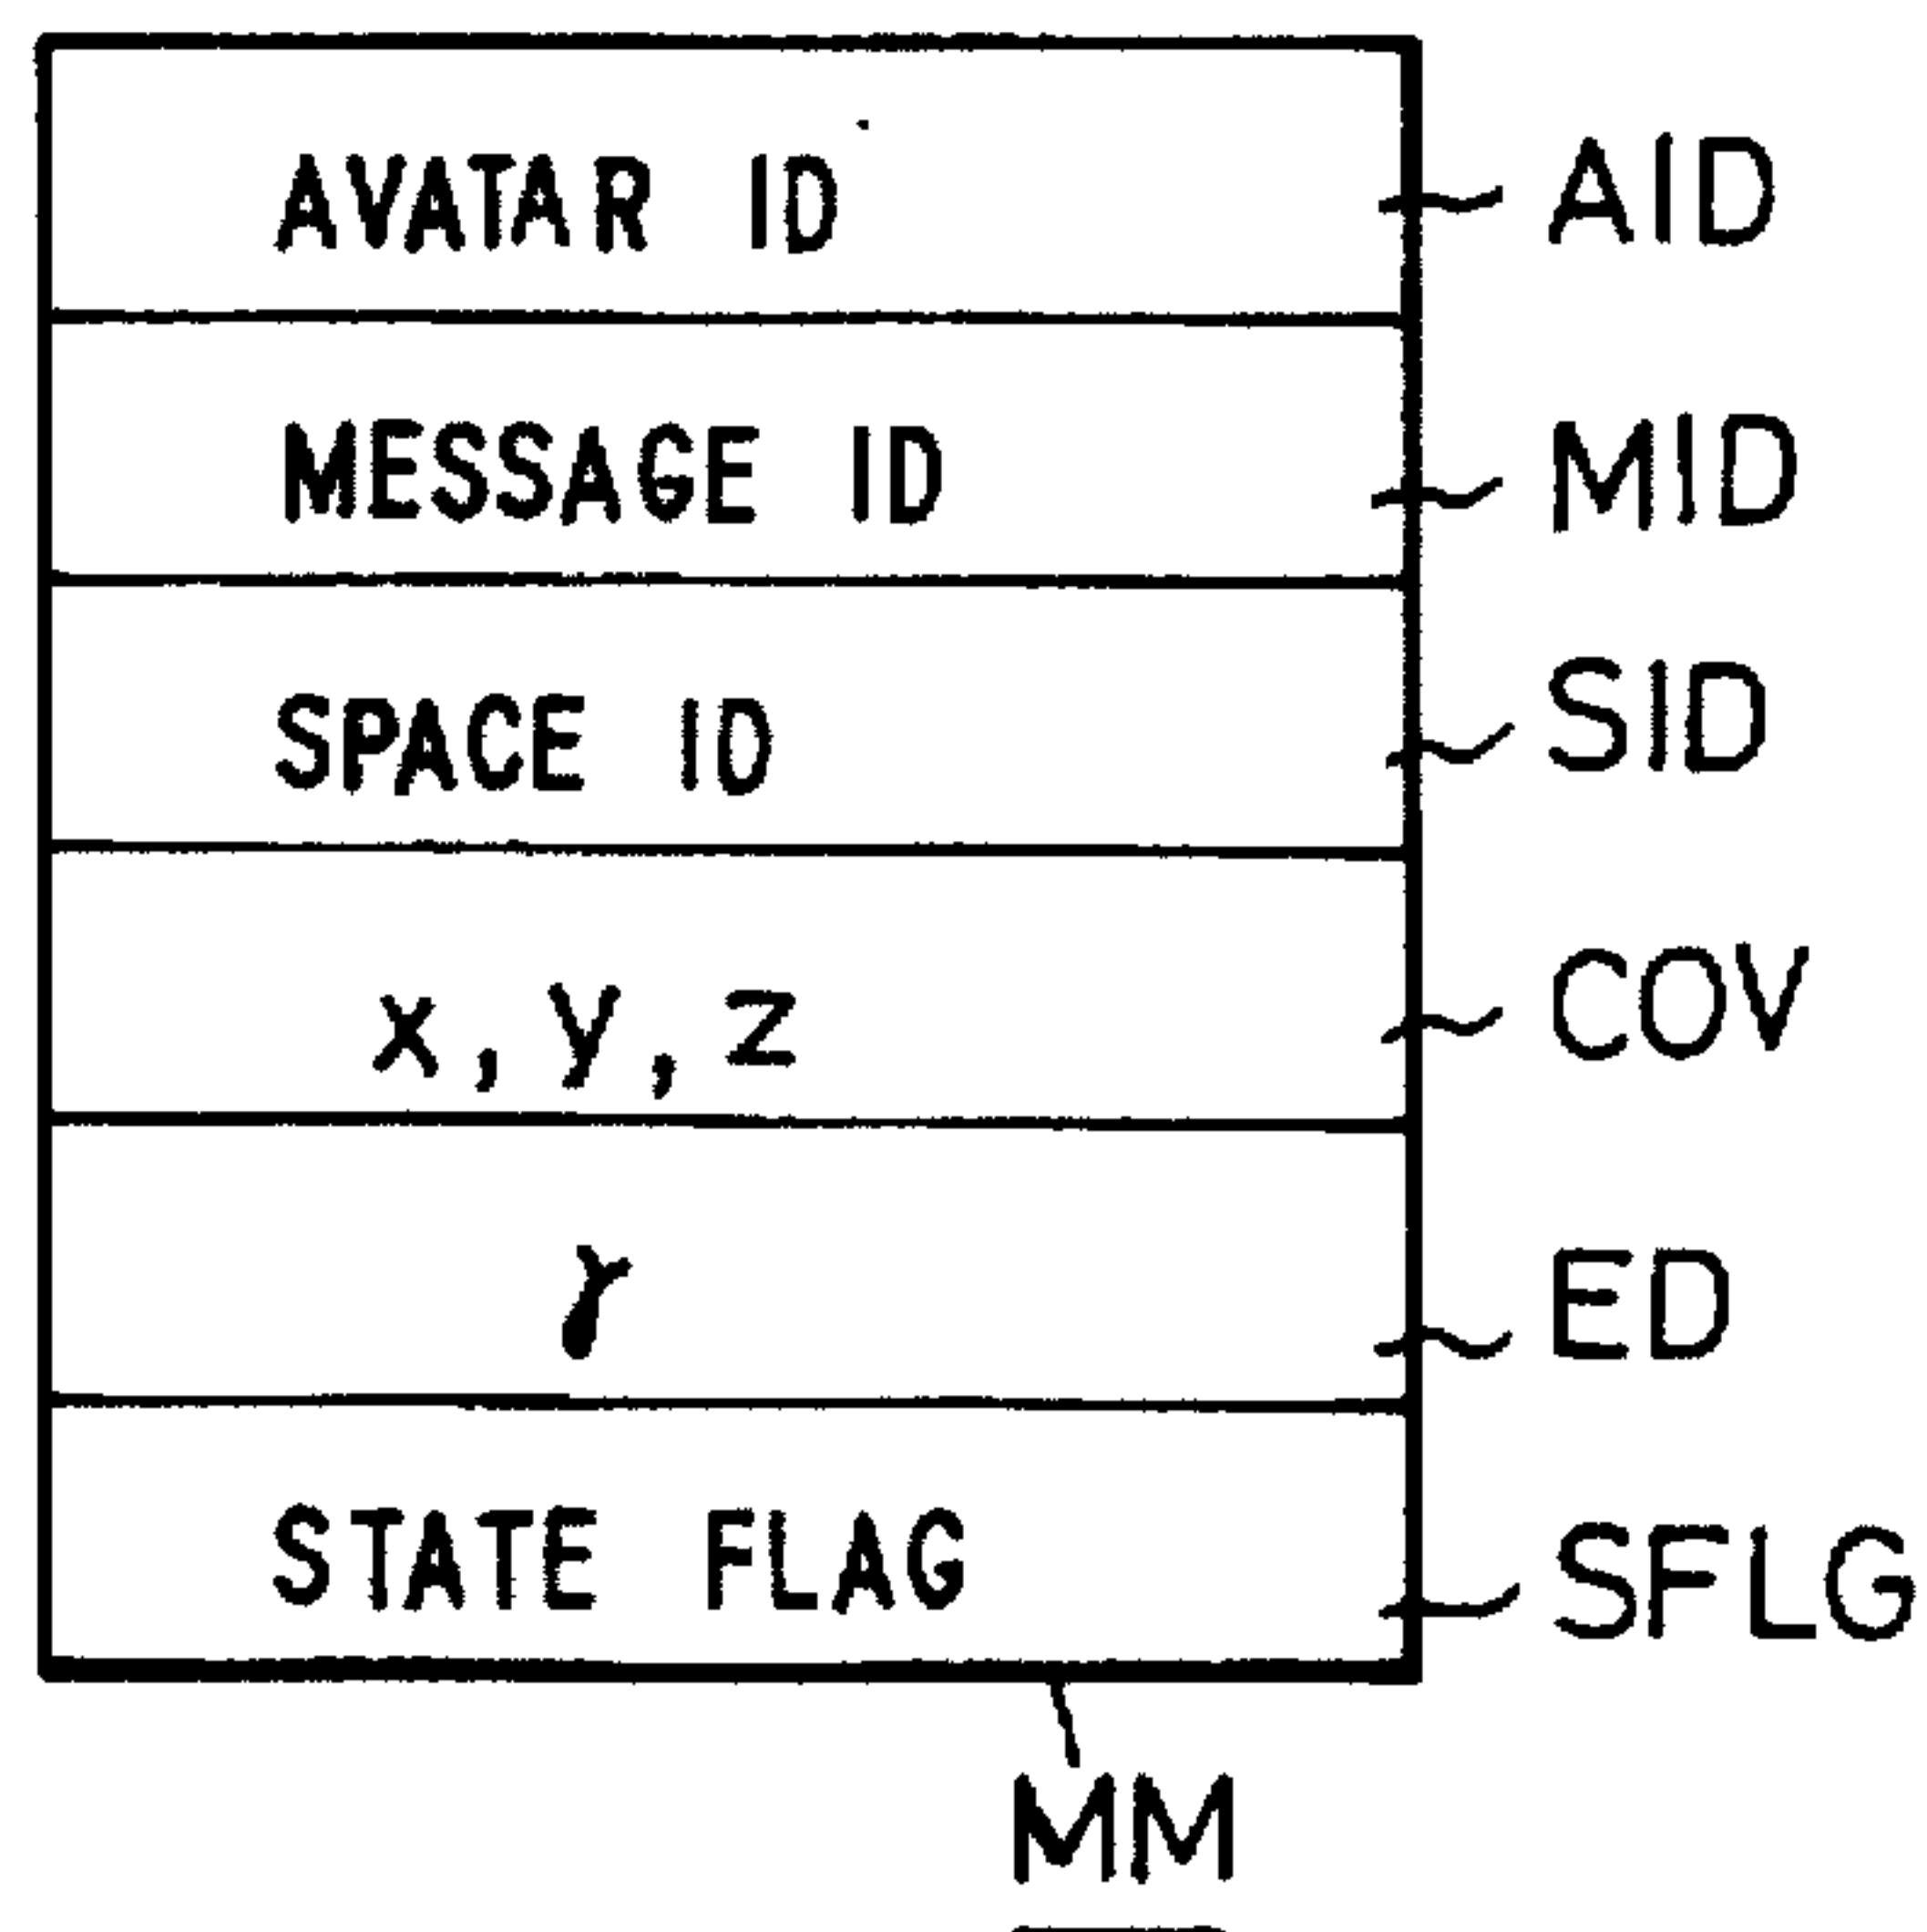 AVATAR ID AID
MESSAGE ID MID
SPACE ID SID
x, y, z COV
γ ED
STATE FLAG SFLG
MM